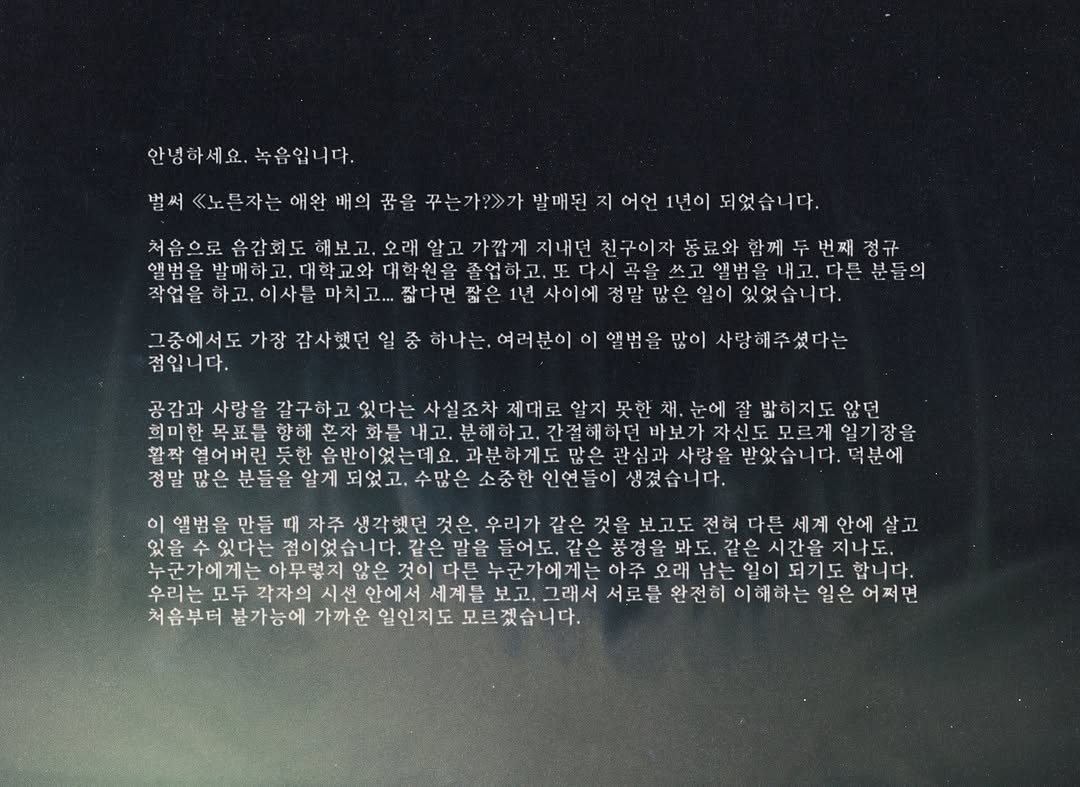 안녕하세요. 녹음입니다.
벌써 《노른자는 애완 배의 꿈을 꾸는가?》가 발매된 지 어언 1년이 되었습니다.
처음으로 음감회도 해보고, 오래 알고 가깝게 지내던 친구이자 동료와 함께 두 번째 정규
앨범을 발매하고, 대학교와 대학원을 졸업하고, 또 다시 곡을 쓰고 앨범을 내고, 다른 분들의
작업을 하고, 이사를 마치고... 짧다면 짧은 1년 사이에 정말 많은 일이 있었습니다.
그중에서도 가장 감사했던 일 중 하나는, 여러분이 이 앨범을 많이 사랑해주셨다는
점입니다.
공감과 사랑을 갈구하고 있다는 사실조차 제대로 알지 못한 채, 눈에 잘 밟히지도 않던
희미한 목표를 향해 혼자 화를 내고, 분해하고, 간절해하던 바보가 자신도 모르게 일기장을
활짝 열어버린 듯한 음반이었는데요. 과분하게도 많은 관심과 사랑을 받았습니다. 덕분에
정말 많은 분들을 알게 되었고, 수많은 소중한 인연들이 생겼습니다.
이 앨범을 만들 때 자주 생각했던 것은, 우리가 같은 것을 보고도 전혀 다른 세계 안에 살고
있을 수 있다는 점이었습니다. 같은 말을 들어도, 같은 풍경을 봐도, 같은 시간을 지나도,
누군가에게는 아무렇지 않은 것이 다른 누군가에게는 아주 오래 남는 일이 되기도 합니다.
우리는 모두 각자의 시선 안에서 세계를 보고, 그래서 서로를 완전히 이해하는 일은 어쩌면
처음부터 불가능에 가까운 일인지도 모르겠습니다.